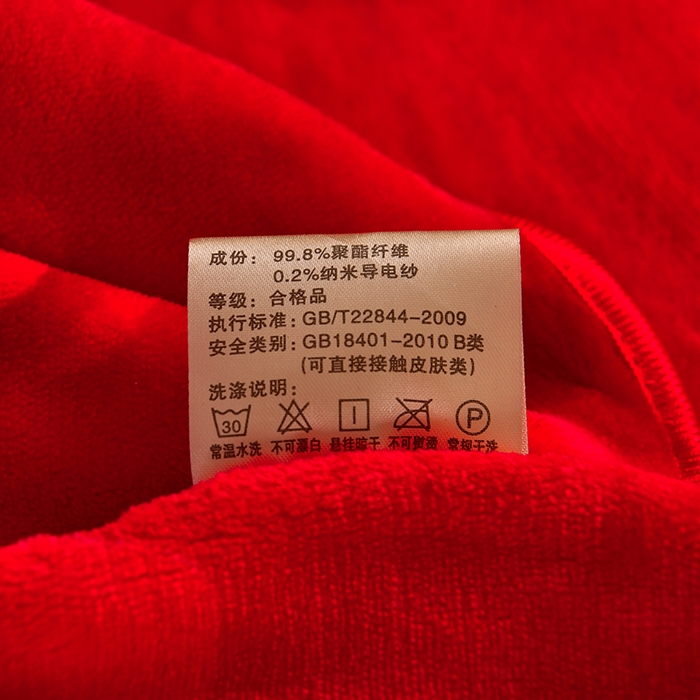 成份：99.8%聚酯纤维
0.2%纳米导电纱
等级：合格品
执行标准：GB/T22844-2009
安全类别：GB18401-2010 B类
(可直接接触皮肤类)
洗涤说明：
30 P
常温水洗 不可漂白 悬挂晾干 不可熨烫 常规干洗